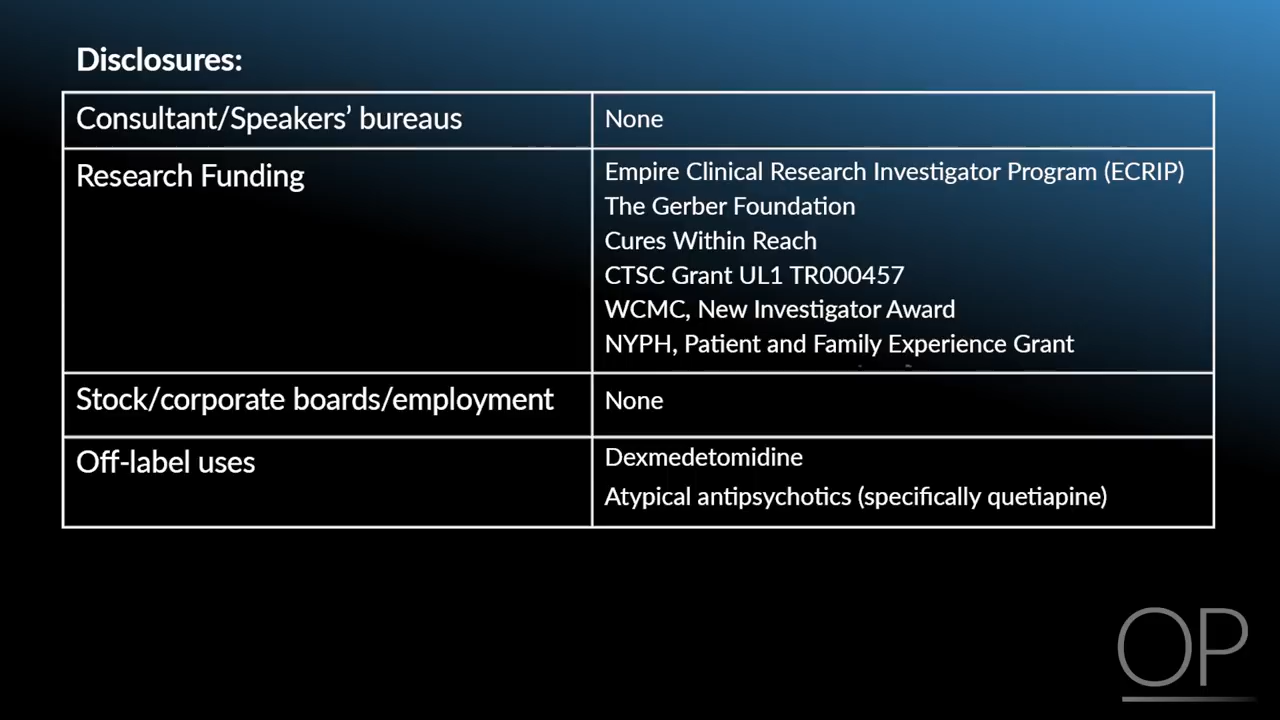 Disclosures:
Consultant/Speakers’ bureaus
None
Research Funding
Empire Clinical Research Investigator Program (ECRIP)
The Gerber Foundation
Cures Within Reach
CTSC Grant UL1 TR000457
WCMC, New Investigator Award
NYPH, Patient and Family Experience Grant
Stock/corporate boards/employment
None
Off-label uses
Dexmedetomidine
Atypical antipsychotics (specifically quetiapine)
OP